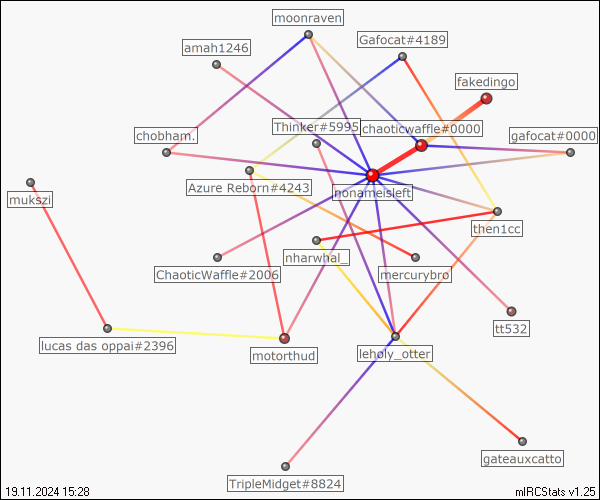 moonraven
amah1246
Gafocat#4189
fakedingo
Thinker#5995
chaoticwaffle#0000
chobham.
gafocat#0000
Azure Reborn#4243
nonameisleft
mukszi
then1cc
nharwhal_
ChaoticWaffle#2006
mercurybro
tt532
lucas das oppai#2396
motorthud
leholy_otter
gateauxcatto
TripleMidget#8824
19.11.2024 15:28
mIRCStats v1.25